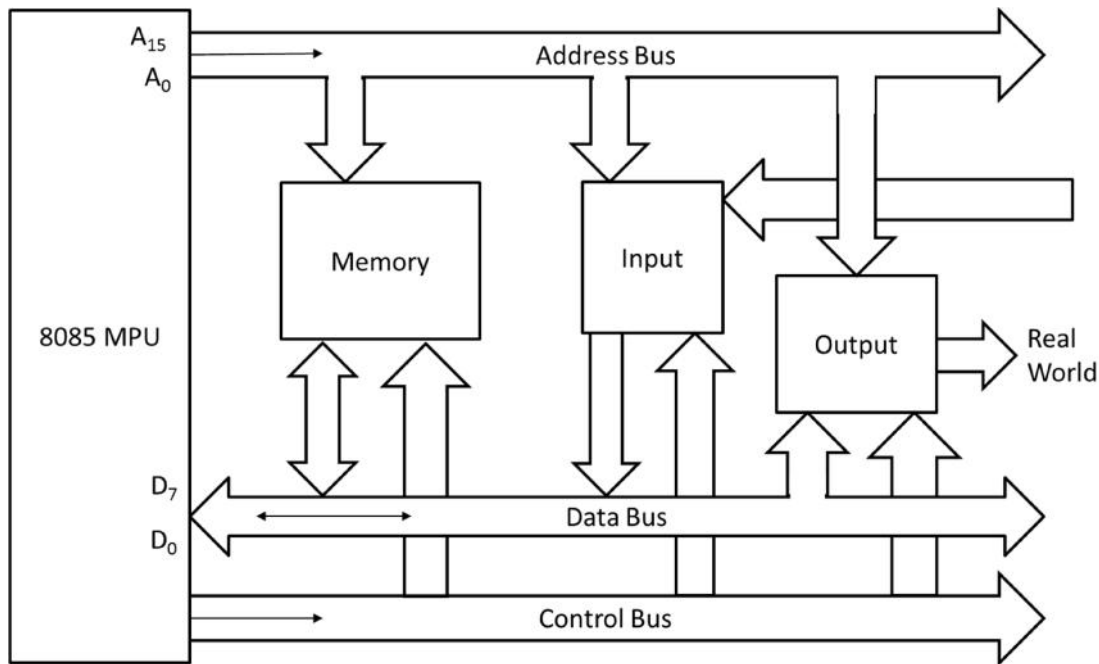 A15
Address Bus
A0
Memory
Input
8085 MPU
Output
Real
World
D7
Data Bus
D0
Control Bus